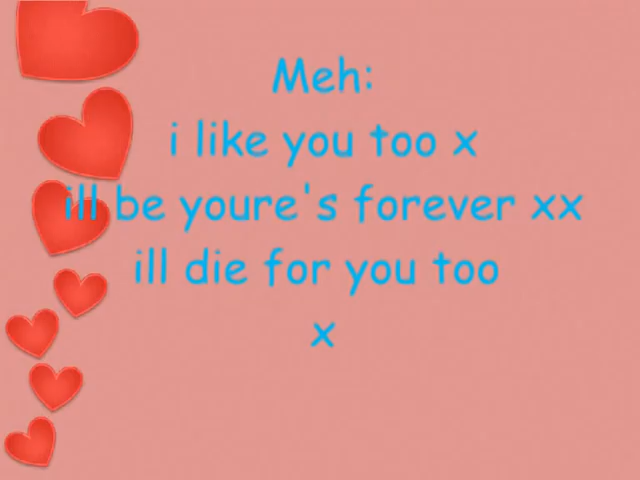 Meh:
i like you too x
ill be youre's forever xx
ill die for you too
x